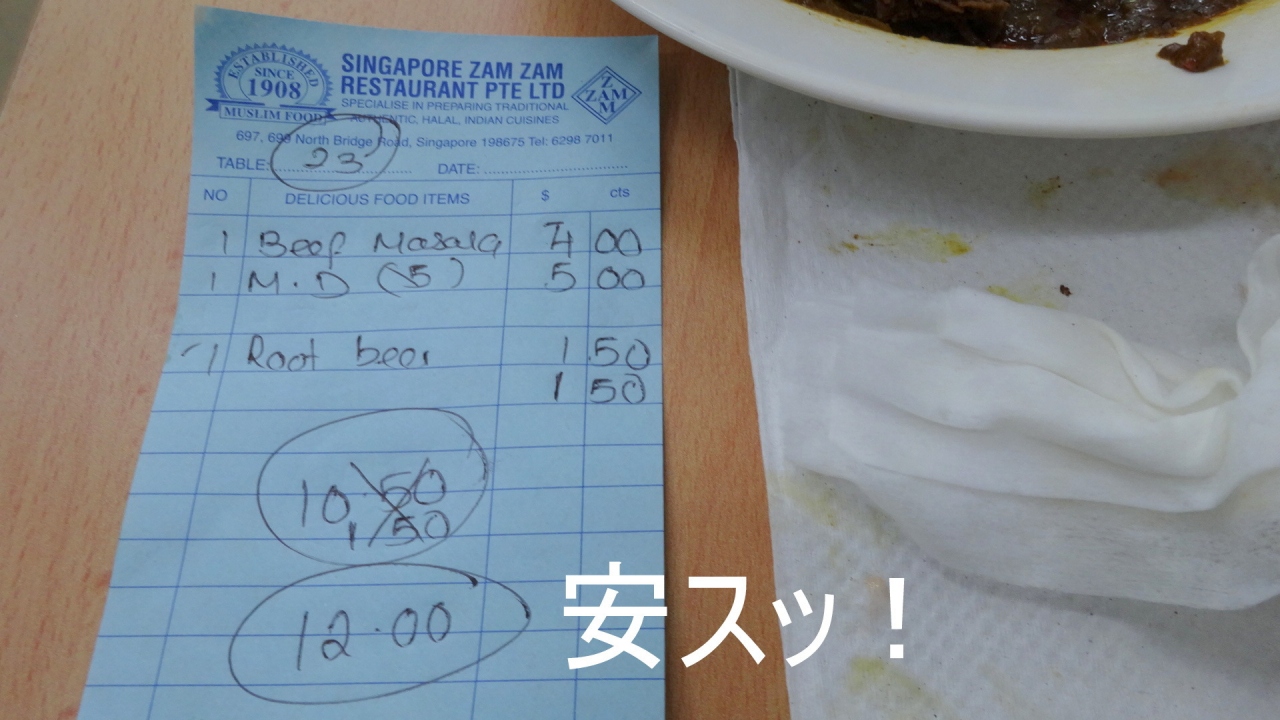 ESTABLISHED
SINCE
1908
MUSLIM FOOD
SINGAPORE ZAM ZAM
RESTAURANT PTE LTD
SPECIALISE IN PREPARING TRADITIONAL
AUTHENTIC, HALAL, INDIAN CUISINES
Z
ZAM
M
697, 699 North Bridge Road, Singapore 198675 Tel: 6298 7011
TABLE: 23 DATE:
NO DELICIOUS FOOD ITEMS $ cts
1 Beef Masala 4 00
1 M.D (5) 5 00
1 Root beer 1 50
1 50
10.50
1/50
12.00
安スッ!